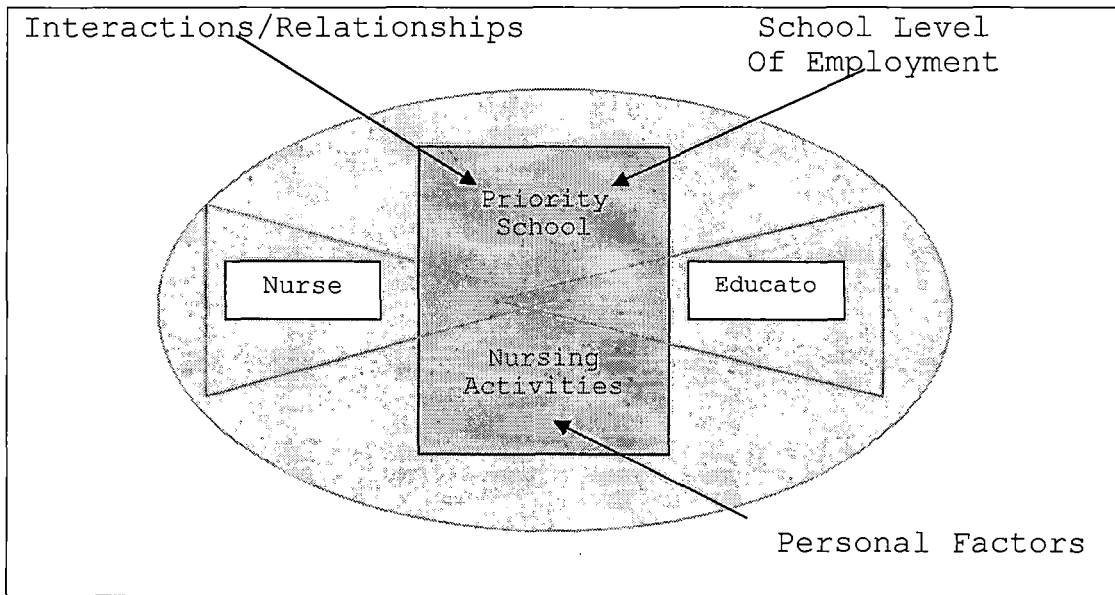 Interactions/Relationships
School Level
Of Employment
Priority
School
Nurse
Educato
Nursing
Activities
Personal Factors